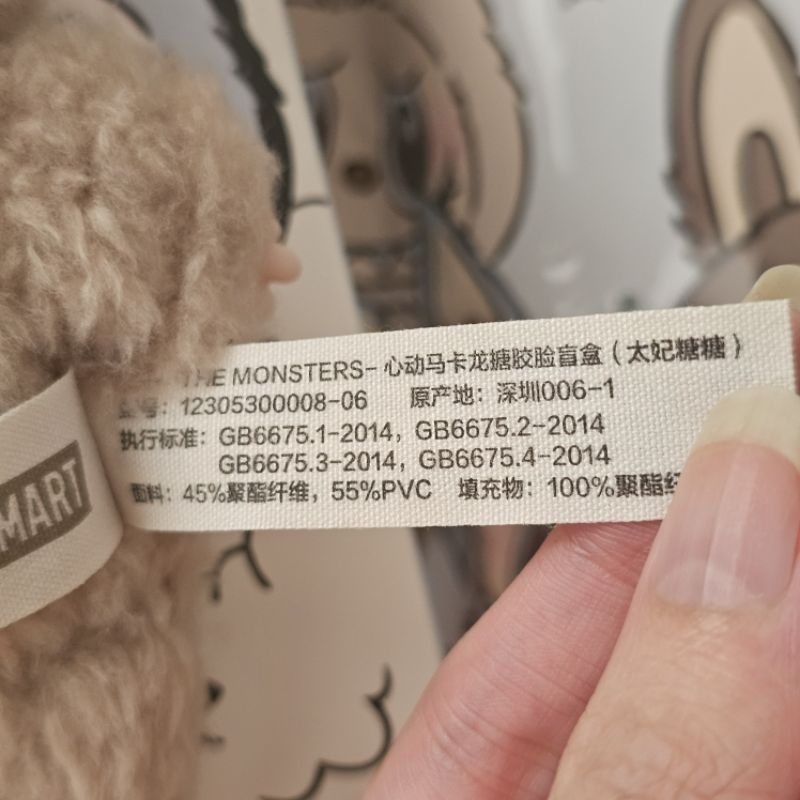 THE MONSTERS-心动马卡龙搪胶脸盲盒（太妃糖糖）
型号：12305300008-06 原产地：深圳006-1
执行标准：GB6675.1-2014，GB6675.2-2014
GB6675.3-2014，GB6675.4-2014
面料：45%聚酯纤维，55%PVC 填充物：100%聚酯纤
MART